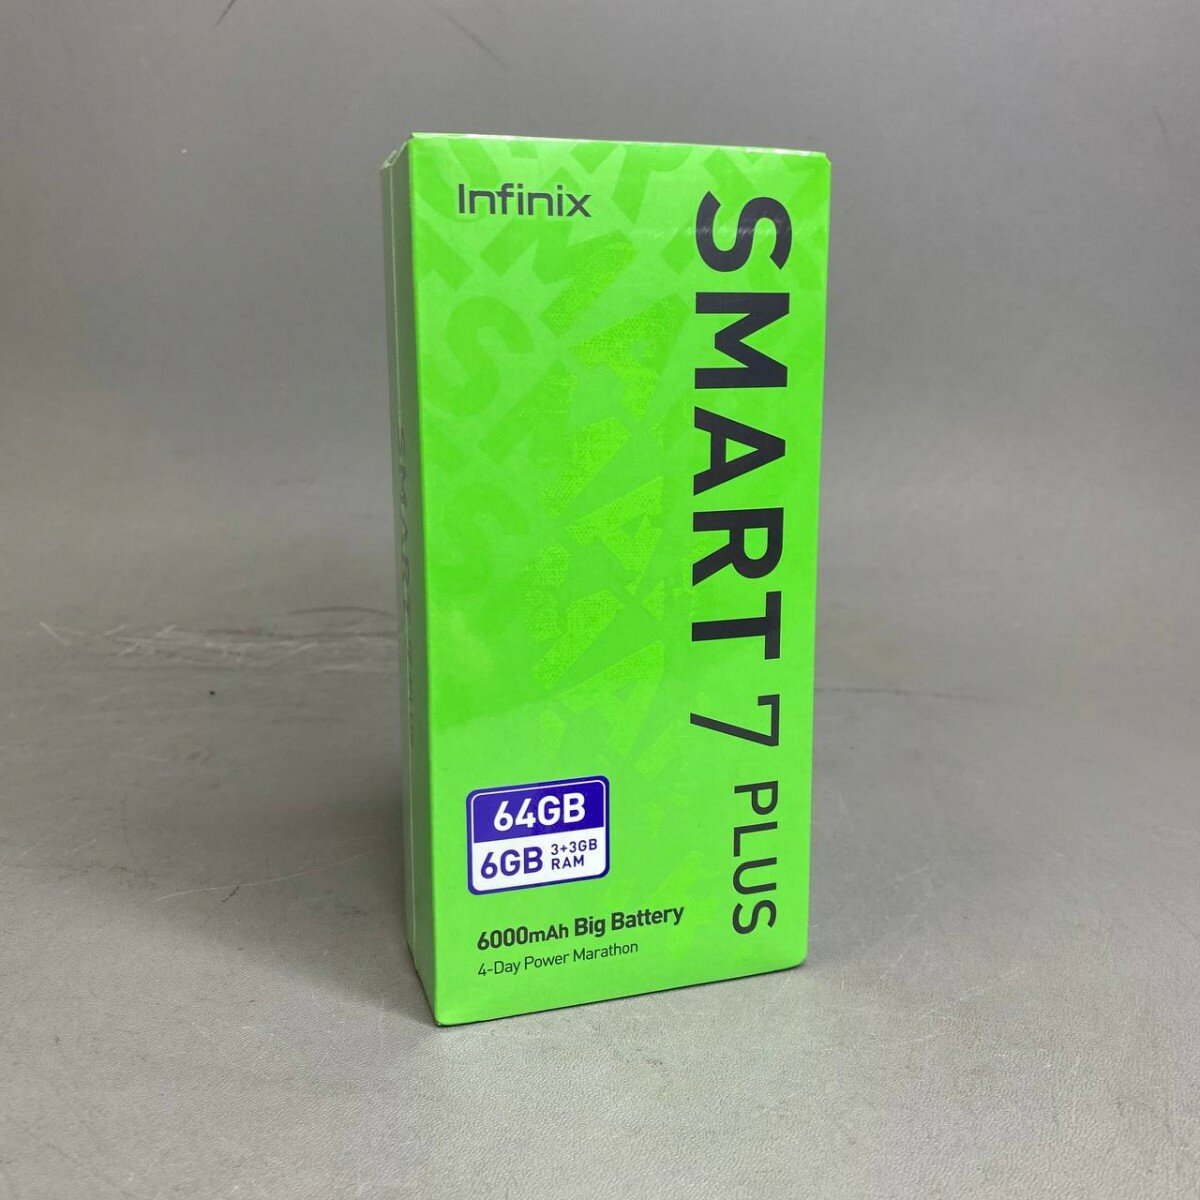 Infinix
SMART 7 PLUS
64GB
6GB 3+3GB RAM
6000mAh Big Battery
4-Day Power Marathon